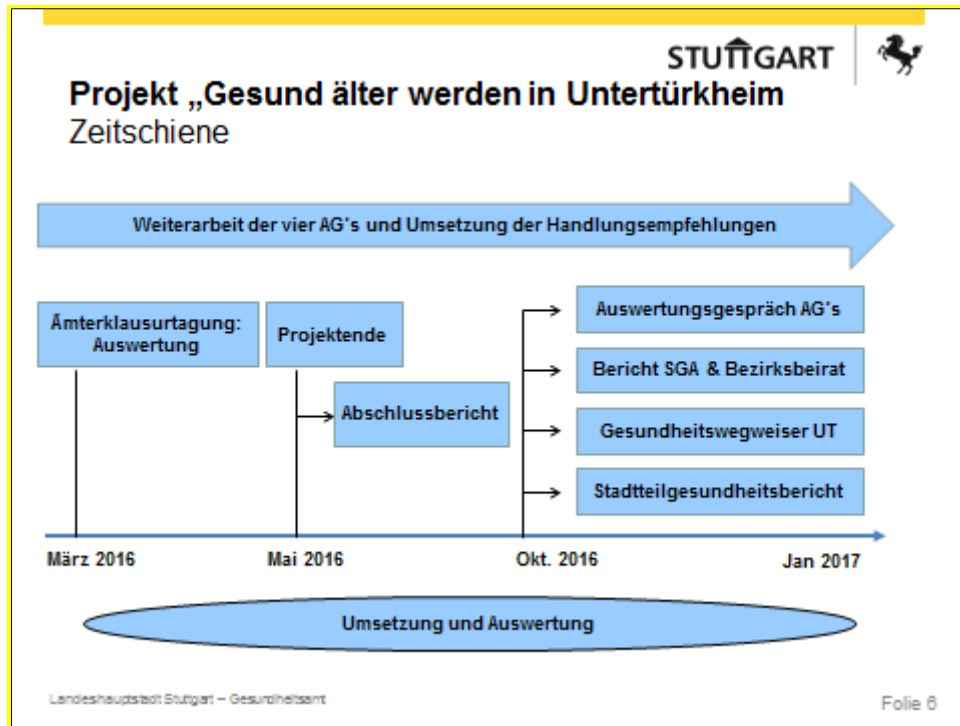 STUTTGART
Projekt „Gesund älter werden in Untertürkheim
Zeitschiene
Weiterarbeit der vier AG's und Umsetzung der Handlungsempfehlungen
Ämterklausurtagung:
Auswertung
Projektende
Abschlussbericht
Auswertungsgespräch AG's
Bericht SGA & Bezirksbeirat
Gesundheitswegweiser UT
Stadtteilgesundheitsbericht
März 2016
Mai 2016
Okt. 2016
Jan 2017
Umsetzung und Auswertung
Landeshauptstadt Stuttgart – Gesundheitsamt
Folie 6